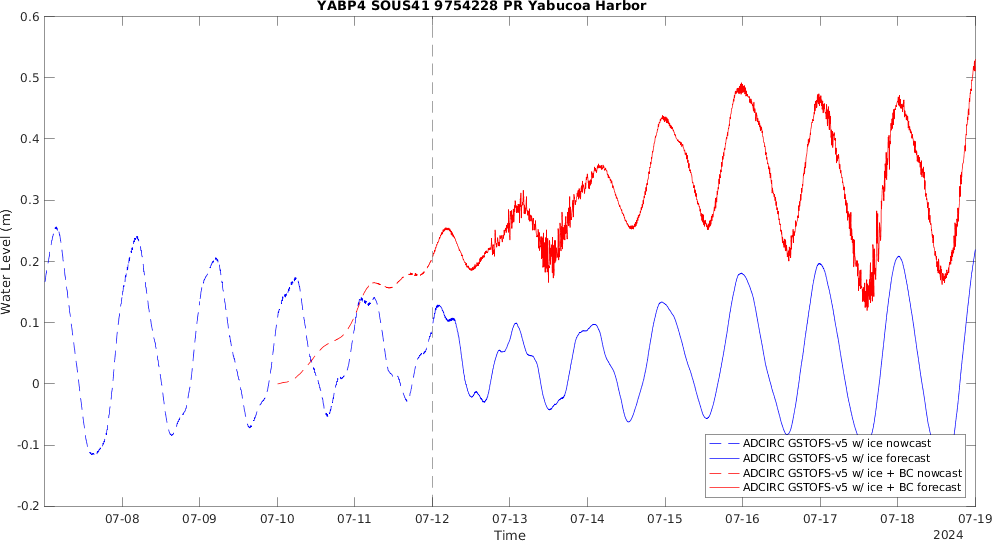 YABP4 SOUS41 9754228 PR Yabucoa Harbor
0.6
0.5
0.4
0.3
0.2
0.1
0
-0.1
-0.2
Water Level (m)
ADCIRC GSTOFS-v5 w/ ice nowcast
ADCIRC GSTOFS-v5 w/ ice forecast
ADCIRC GSTOFS-v5 w/ ice + BC nowcast
ADCIRC GSTOFS-v5 w/ ice + BC forecast
07-08 07-09 07-10 07-11 07-12 07-13 07-14 07-15 07-16 07-17 07-18 07-19
Time 2024